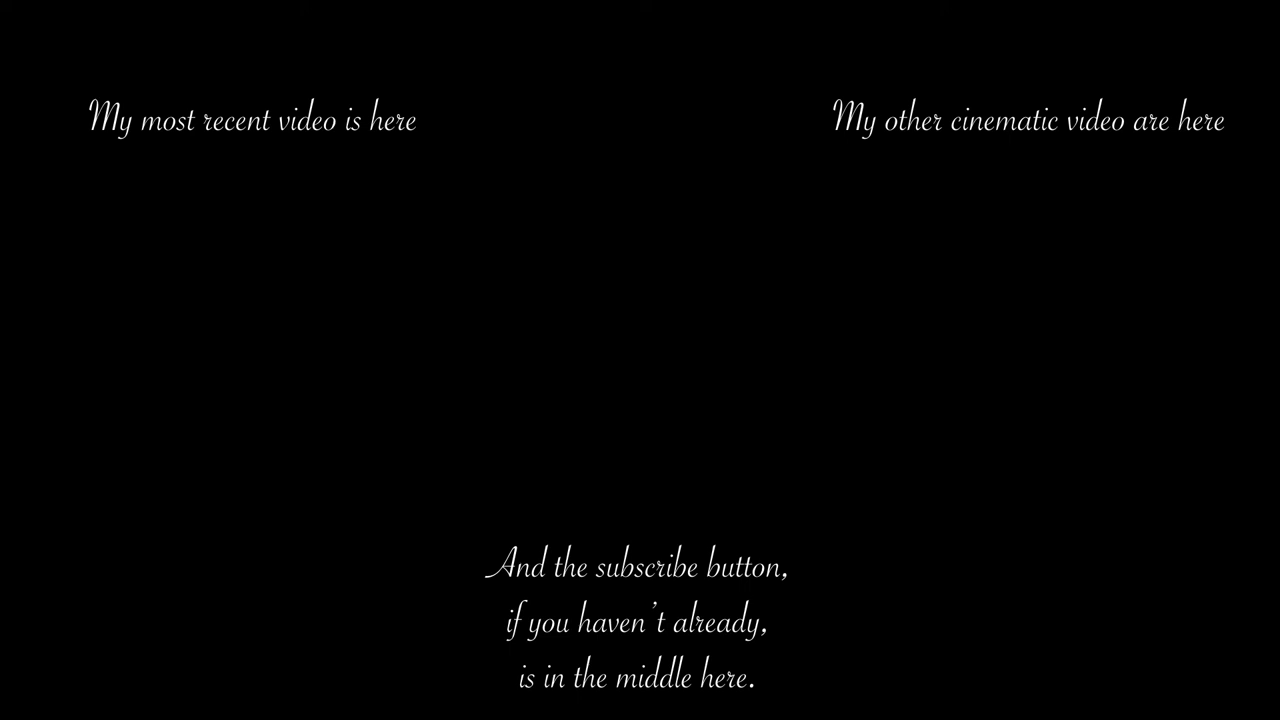 My most recent video is here
My other cinematic video are here
And the subscribe button,
if you haven't already,
is in the middle here.